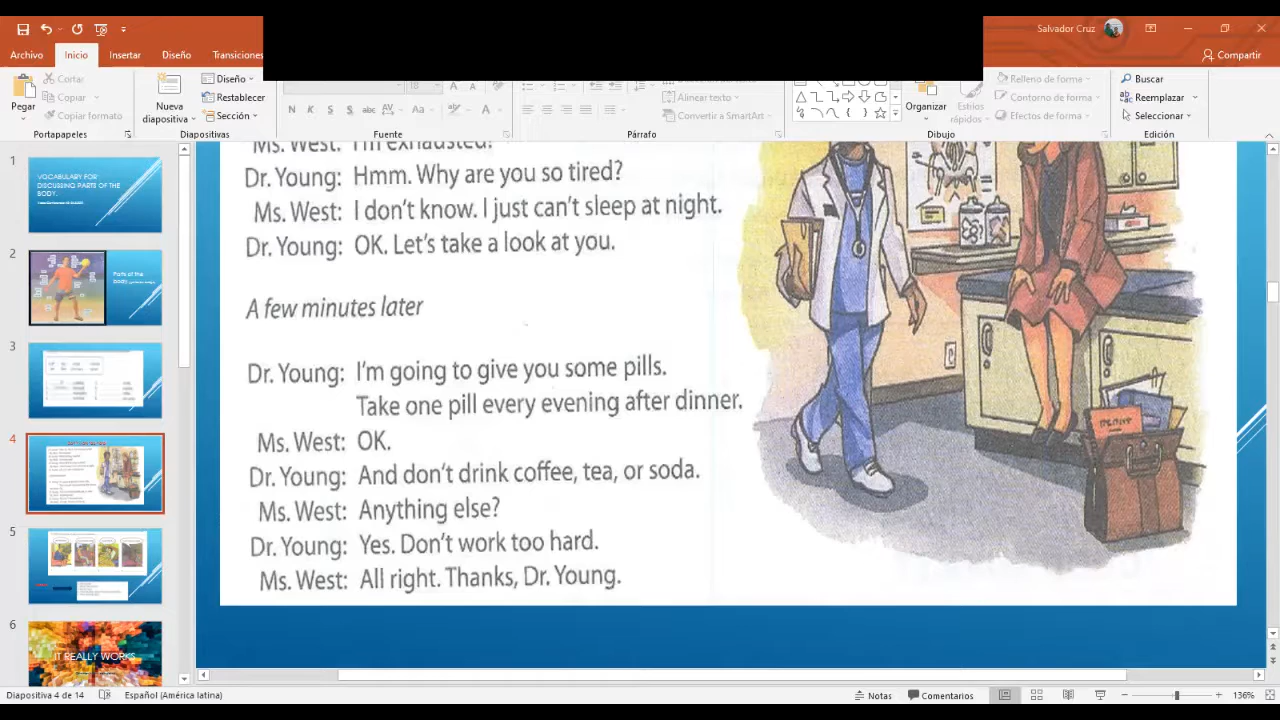 Salvador Cruz
Archivo
Inicio
Insertar
Diseño
Transiciones
Compartir
Pegar
Cortar
Copiar
Copiar formato
Portapapeles
Nueva
diapositiva
Diseño
Restablecer
Sección
Diapositivas
N K S S abc AV Aa
Fuente
Alinear texto
Convertir a SmartArt
Párrafo
Organizar
Estilos
rápidos
Relleno de forma
Contorno de forma
Efectos de forma
Dibujo
Buscar
Reemplazar
Seleccionar
Edición
1
VOCABULARY FOR
DISCUSSING PARTS OF THE
BODY.
2
Parts of the
body
3
4
5
6
IT REALLY WORKS
Ms. West: I'm exhausted!
Dr. Young: Hmm. Why are you so tired?
Ms. West: I don't know. I just can't sleep at night.
Dr. Young: OK. Let's take a look at you.
A few minutes later
Dr. Young: I'm going to give you some pills.
Take one pill every evening after dinner.
Ms. West: OK.
Dr. Young: And don't drink coffee, tea, or soda.
Ms. West: Anything else?
Dr. Young: Yes. Don't work too hard.
Ms. West: All right. Thanks, Dr. Young.
Diapositiva 4 de 14
Español (América latina)
Notas
Comentarios
136%